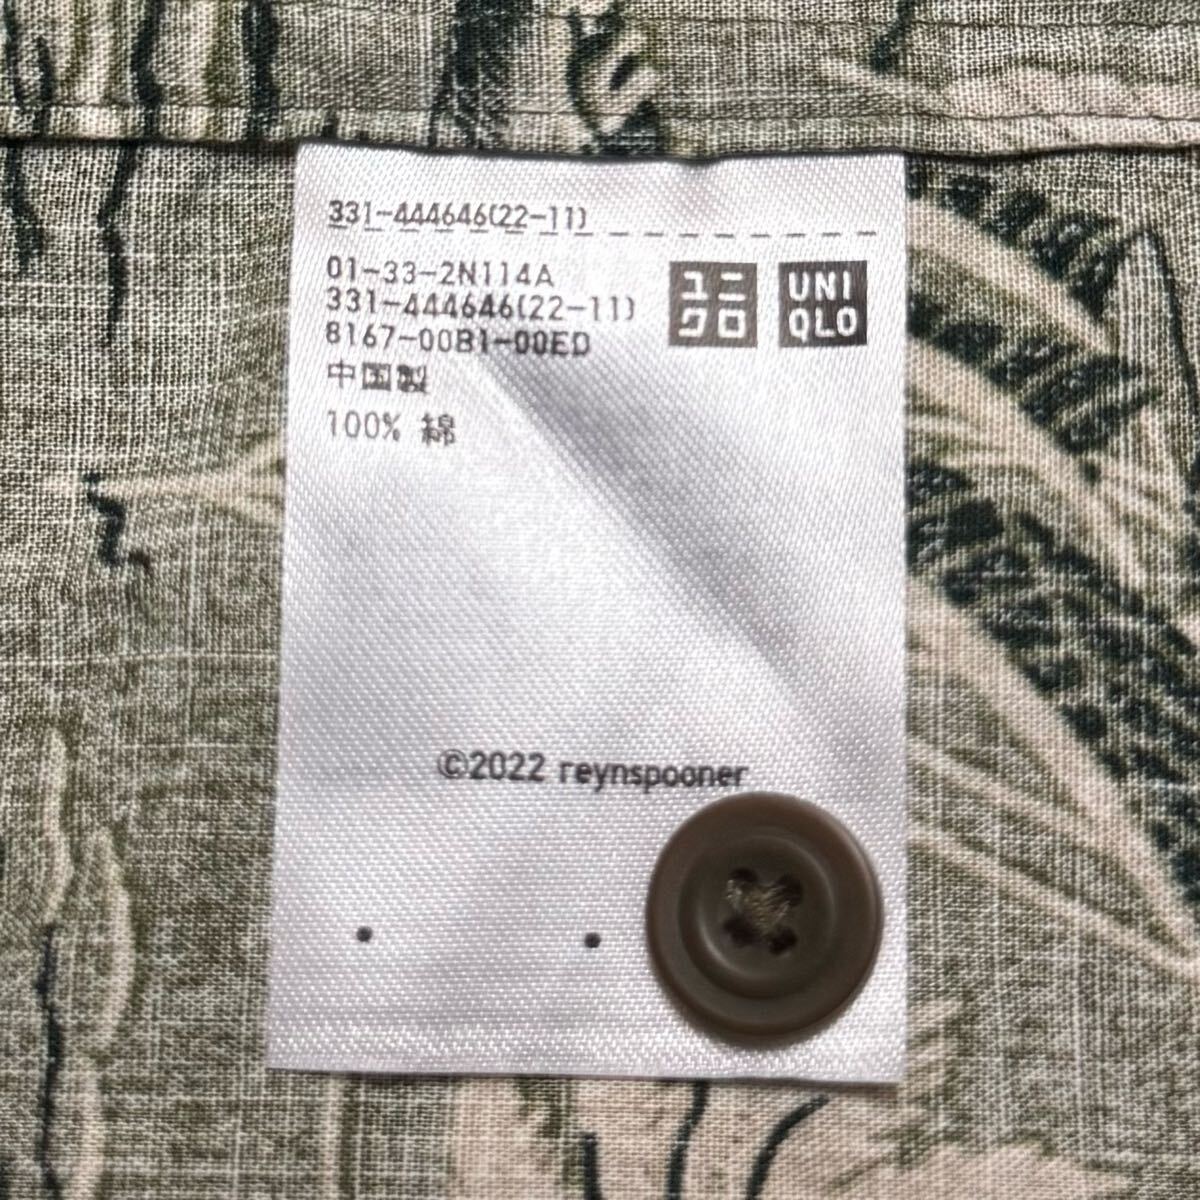 331-444646(22-11)
01-33-2N114A
331-444646(22-11)
8167-00B1-00ED
中国製
100% 綿
ユニ
クロ
UNI
QLO
©2022 reynspooner